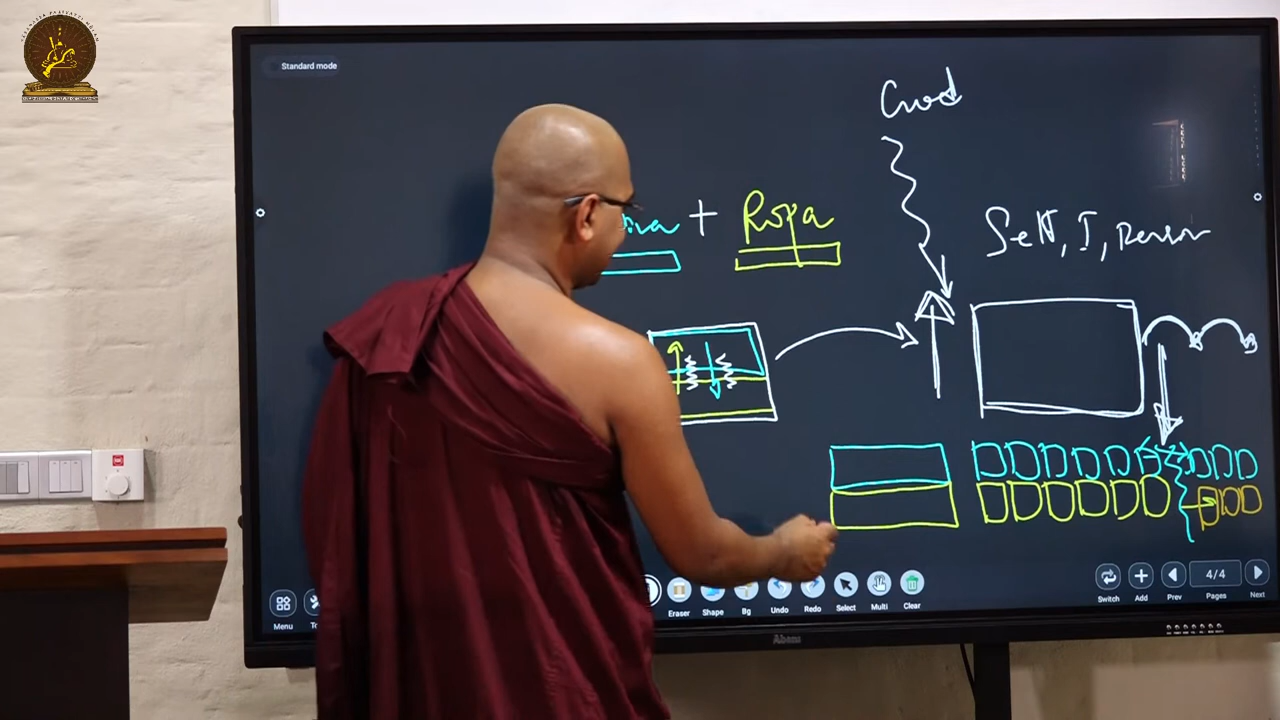 Standard mode
God
+ Rupa
Self, I, Person
Eraser Shape Bg Undo Redo Select Multi Clear
Switch Add Prev 4/4 Pages Next
Menu